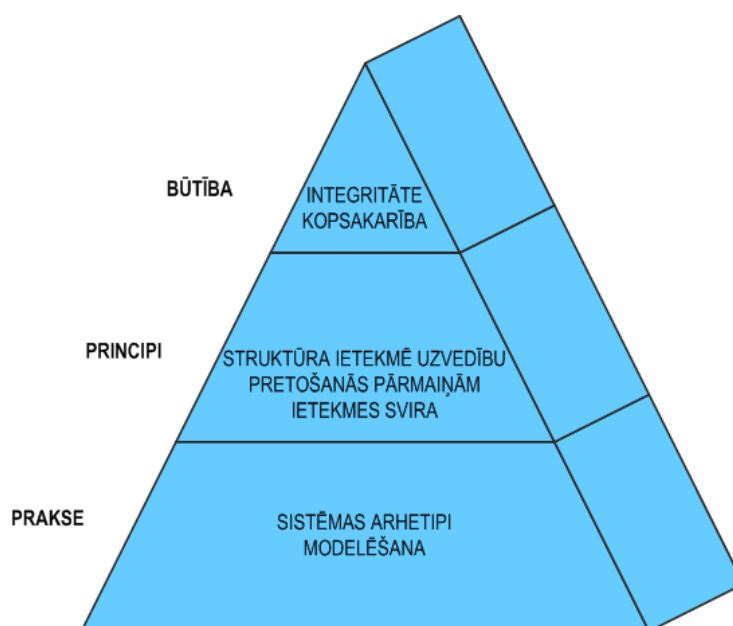 BŪTĪBA
INTEGRITĀTE
KOPSAKARĪBA
PRINCIPI
STRUKTŪRA IETEKMĒ UZVEDĪBU
PRETOŠANĀS PĀRMAIŅĀM
IETEKMES SVIRA
PRAKSE
SISTĒMAS ARHETIPI
MODELĒŠANA